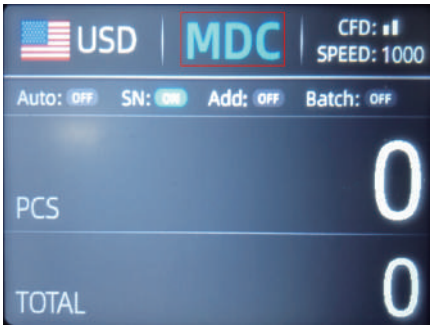 USD MDC CFD:
SPEED: 1000
Auto: OFF SN: ON Add: OFF Batch: OFF
PCS 0
TOTAL 0